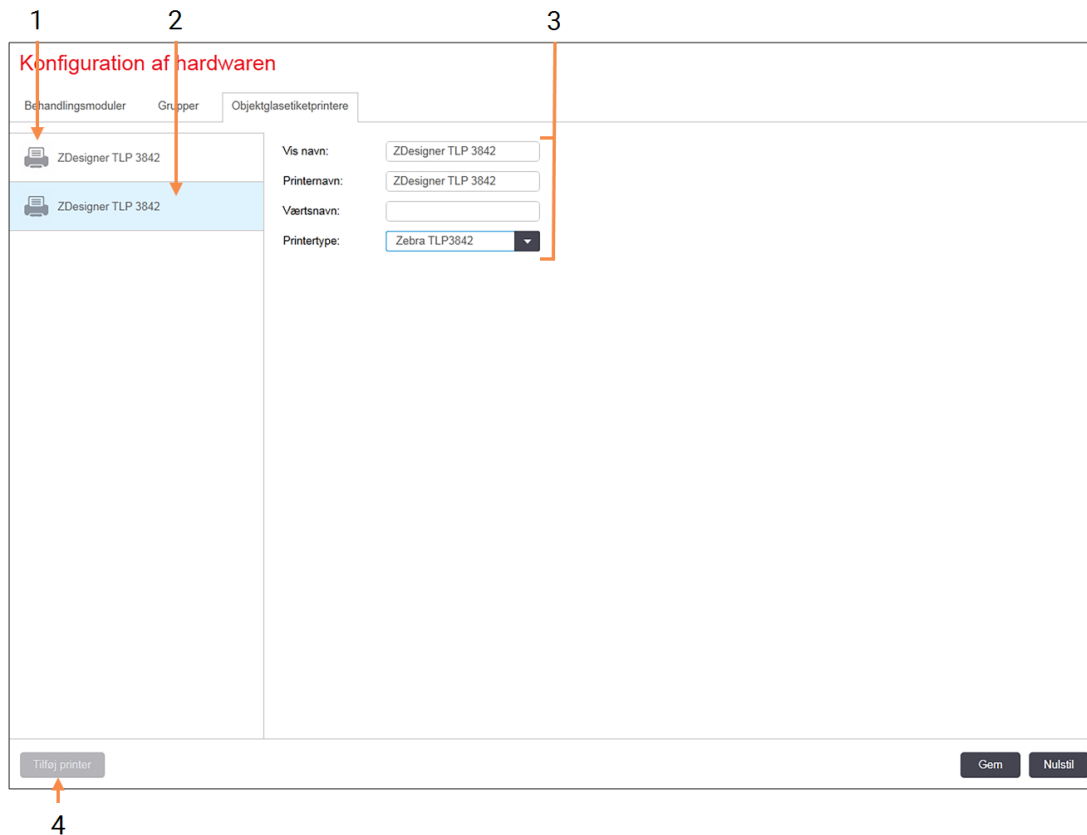 1 2 3
Konfiguration af hardwaren
Behandlingsmoduler Grupper Objektglasetiketprintere
ZDesigner TLP 3842
ZDesigner TLP 3842
Vis navn: ZDesigner TLP 3842
Printernavn: ZDesigner TLP 3842
Værtsnavn:
Printertype: Zebra TLP3842
Tilføj printer Gem Nulstil
4